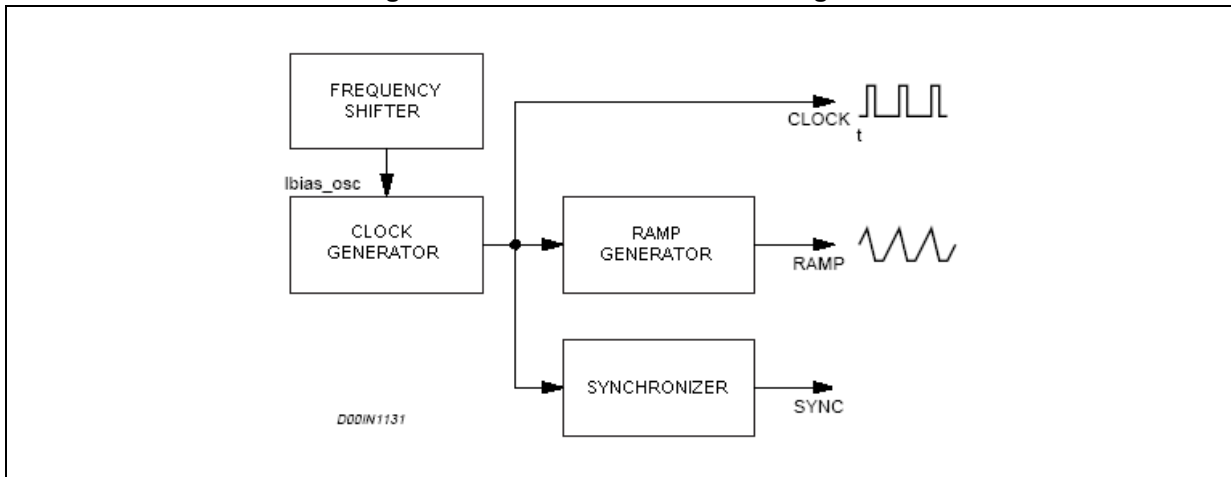 FREQUENCY
SHIFTER
CLOCK
t
Ibias_osc
CLOCK
GENERATOR
RAMP
GENERATOR
RAMP
SYNCHRONIZER
SYNC
D00IN1131